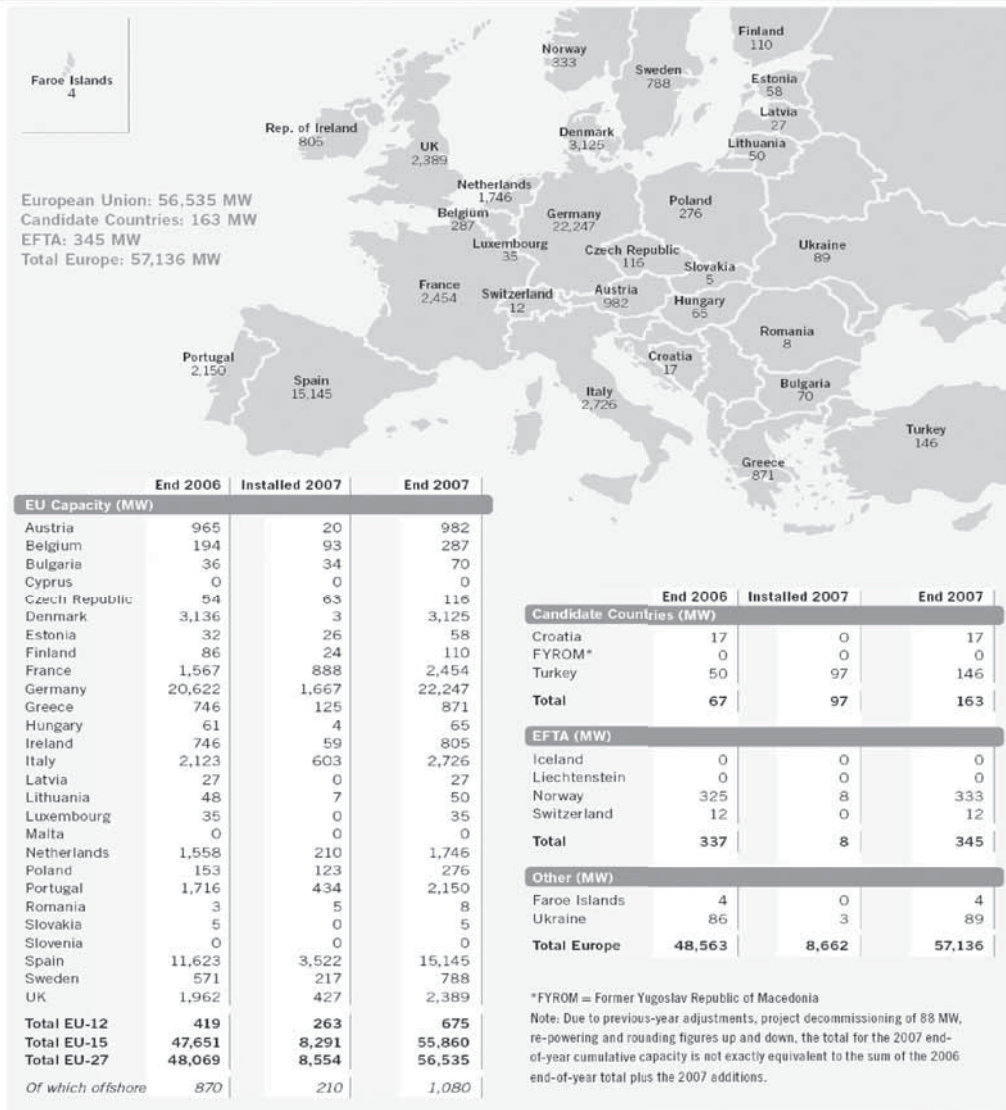 Faroe Islands
4
Norway
333
Sweden
788
Finland
110
Estonia
58
Latvia
27
Lithuania
50
Rep. of Ireland
805
UK
2,389
Denmark
3,125
Netherlands
1,746
Belgium
287
Luxembourg
35
Germany
22,247
Poland
276
Czech Republic
116
Slovakia
5
Ukraine
89
European Union: 56,535 MW
Candidate Countries: 163 MW
EFTA: 345 MW
Total Europe: 57,136 MW
France
2,454
Switzerland
12
Austria
982
Hungary
65
Romania
8
Croatia
17
Bulgaria
70
Portugal
2,150
Spain
15,145
Italy
2,726
Greece
871
Turkey
146
End 2006 Installed 2007 End 2007
EU Capacity (MW)
Austria 965 20 982
Belgium 194 93 287
Bulgaria 36 34 70
Cyprus 0 0 0
Czech Republic 54 63 116
Denmark 3,136 3 3,125
Estonia 32 26 58
Finland 86 24 110
France 1,567 888 2,454
Germany 20,622 1,667 22,247
Greece 746 125 871
Hungary 61 4 65
Ireland 746 59 805
Italy 2,123 603 2,726
Latvia 27 0 27
Lithuania 48 7 50
Luxembourg 35 0 35
Malta 0 0 0
Netherlands 1,558 210 1,746
Poland 153 123 276
Portugal 1,716 434 2,150
Romania 3 5 8
Slovakia 5 0 5
Slovenia 0 0 0
Spain 11,623 3,522 15,145
Sweden 571 217 788
UK 1,962 427 2,389
Total EU-12 419 263 675
Total EU-15 47,651 8,291 55,860
Total EU-27 48,069 8,554 56,535
Of which offshore 870 210 1,080
End 2006 Installed 2007 End 2007
Candidate Countries (MW)
Croatia 17 0 17
FYROM* 0 0 0
Turkey 50 97 146
Total 67 97 163
EFTA (MW)
Iceland 0 0 0
Liechtenstein 0 0 0
Norway 325 8 333
Switzerland 12 0 12
Total 337 8 345
Other (MW)
Faroe Islands 4 0 4
Ukraine 86 3 89
Total Europe 48,563 8,662 57,136
*FYROM = Former Yugoslav Republic of Macedonia
Note: Due to previous-year adjustments, project decommissioning of 88 MW,
re-powering and rounding figures up and down, the total for the 2007 end-
of-year cumulative capacity is not exactly equivalent to the sum of the 2006
end-of-year total plus the 2007 additions.